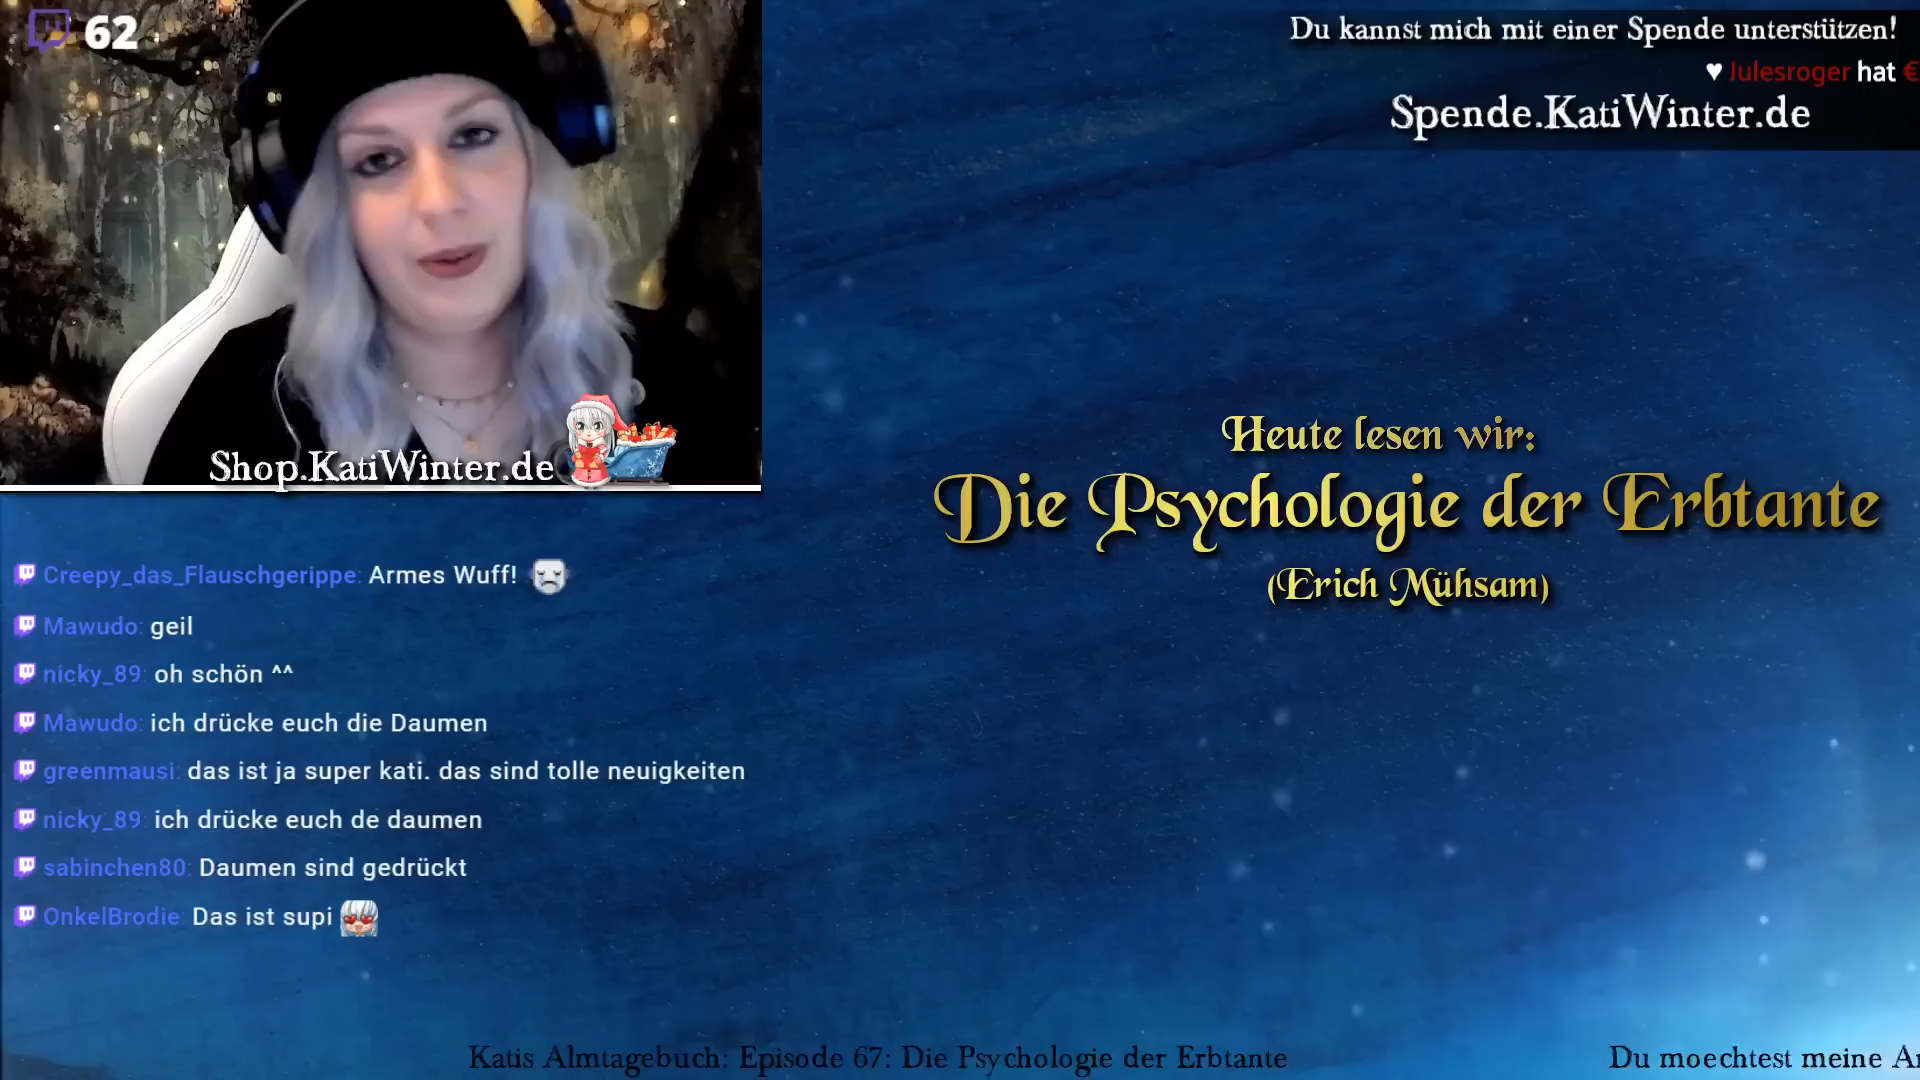 62
Du kannst mich mit einer Spende unterstützen!
♥ Julesroger hat €
Spende.KatiWinter.de
Shop.KatiWinter.de
Heute lesen wir:
Die Psychologie der Erbtante
(Erich Mühsam)
Creepy_das_Flauschgerippe: Armes Wuff!
Mawudo: geil
nicky_89: oh schön ^^
Mawudo: ich drücke euch die Daumen
greenmausi: das ist ja super kati. das sind tolle neuigkeiten
nicky_89: ich drücke euch de daumen
sabinchen80: Daumen sind gedrückt
OnkelBrodie: Das ist supi
Katis Almtagebuch: Episode 67: Die Psychologie der Erbtante
Du moechtest meine